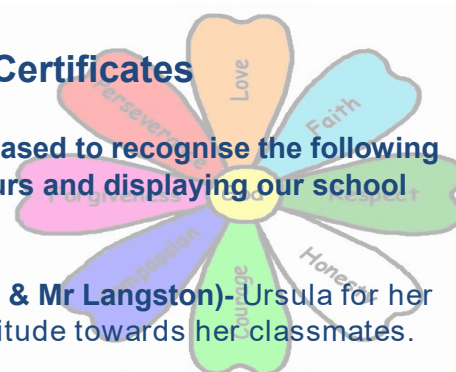 Certificates
Love
Perseverance
Faith
ased to recognise the following
urs and displaying our school
Forgiveness
God
Respect
Compassion
Courage
Honesty
& Mr Langston)- Ursula for her
itude towards her classmates.